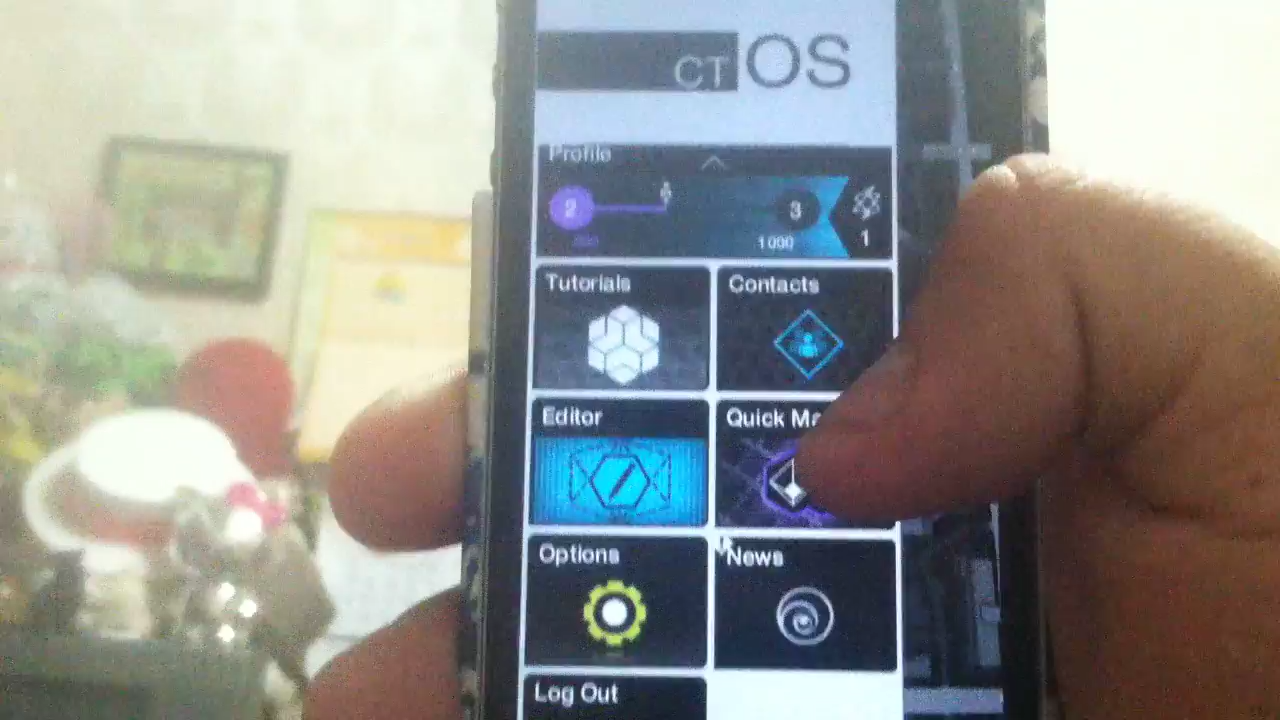 CT OS
Profile
2
3
1000
1
Tutorials
Contacts
Editor
Quick Ma
Options
News
Log Out